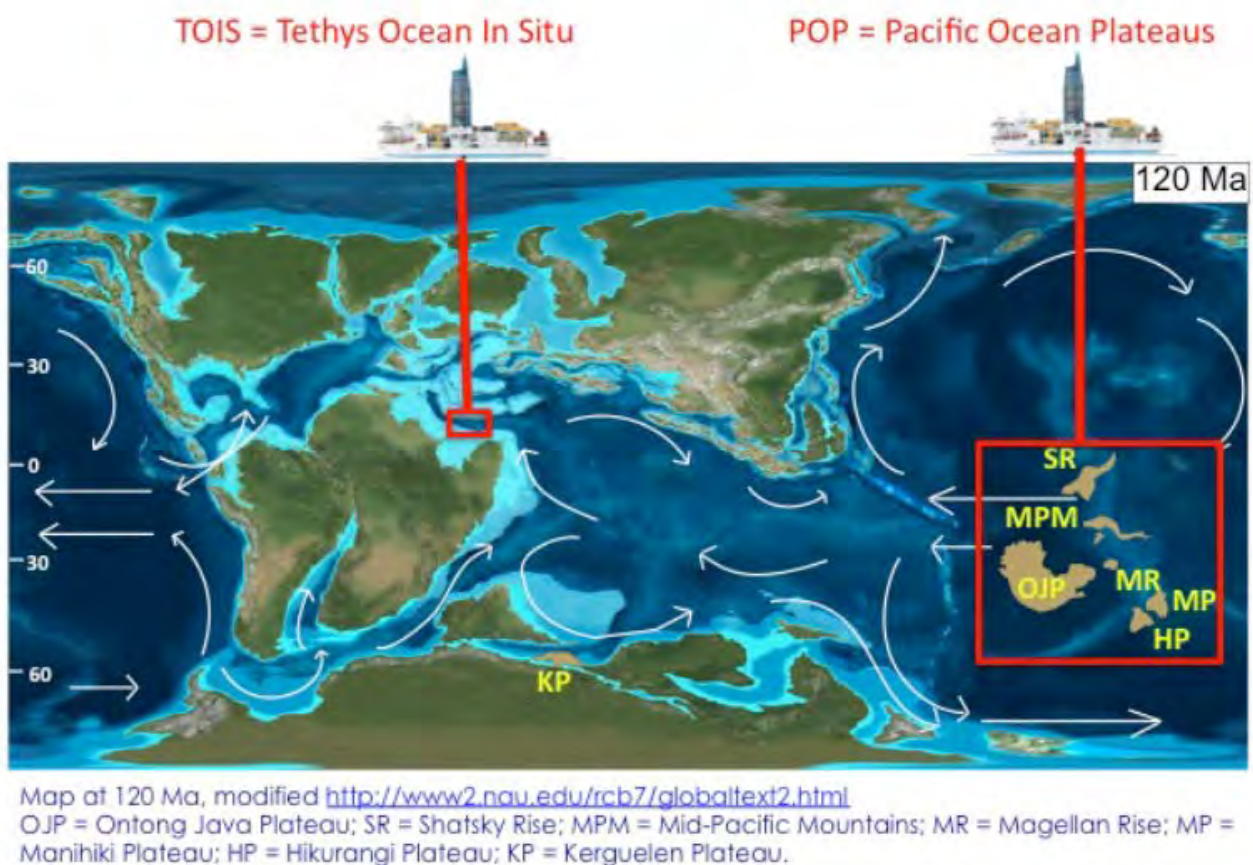 TOIS = Tethys Ocean In Situ
POP = Pacific Ocean Plateaus
120 Ma
60
30
0
30
60
SR
MPM
OJP
MR
MP
HP
KP
Map at 120 Ma, modified http://www2.nau.edu/rcb7/globaltext2.html
OJP = Ontong Java Plateau; SR = Shatsky Rise; MPM = Mid-Pacific Mountains; MR = Magellan Rise; MP =
Manihiki Plateau; HP = Hikurangi Plateau; KP = Kerguelen Plateau.